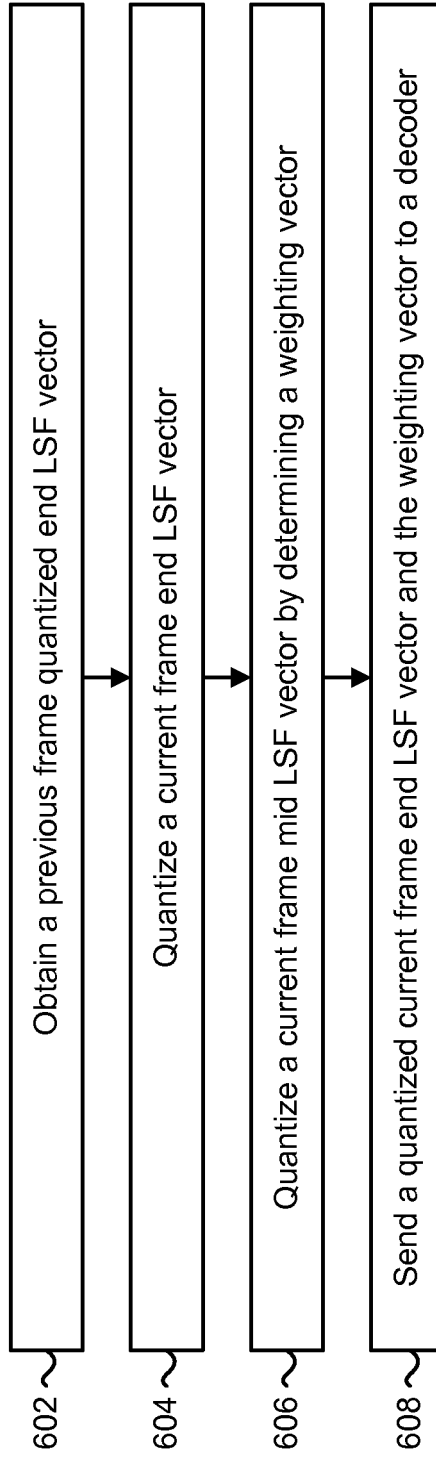 602
Obtain a previous frame quantized end LSF vector
604
Quantize a current frame end LSF vector
606
Quantize a current frame mid LSF vector by determining a weighting vector
608
Send a quantized current frame end LSF vector and the weighting vector to a decoder